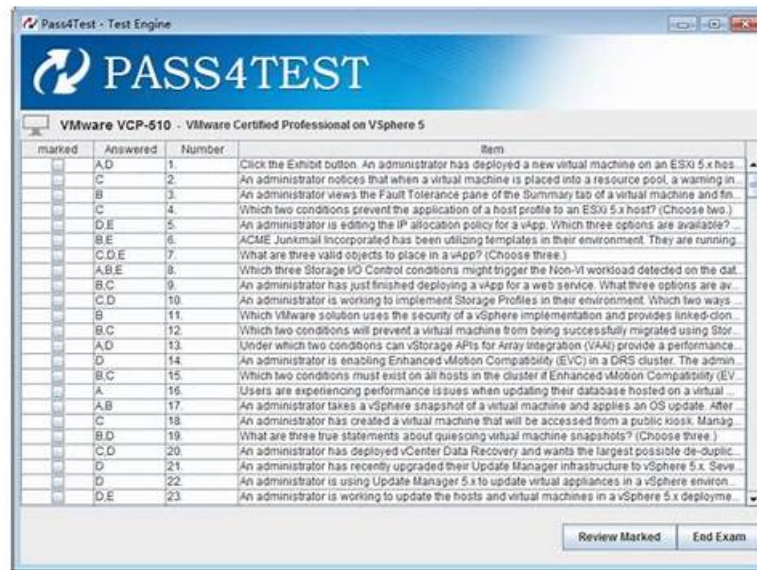 Pass4Test - Test Engine
PASS4TEST
VMware VCP-510 - VMware Certified Professional on VSphere 5
marked Answered Number Item
A,D 1. Click the Exhibit button. An administrator has deployed a new virtual machine on an ESXi 5.x hos...
C 2. An administrator notices that when a virtual machine is placed into a resource pool, a warning in...
B 3. An administrator views the Fault Tolerance pane of the Summary tab of a virtual machine and fin...
C 4. Which two conditions prevent the application of a host profile to an ESXi 5.x host? (Choose two.)
D,E 5. An administrator is editing the IP allocation policy for a vApp. Which three options are available? ...
B,E 6. ACME Junkmail Incorporated has been utilizing templates in their environment. They are running...
C,D,E 7. What are three valid objects to place in a vApp? (Choose three.)
A,B,E 8. Which three Storage I/O Control conditions might trigger the Non-VI workload detected on the dat...
B,C 9. An administrator has just finished deploying a vApp for a web service. What three options are av...
C,D 10. An administrator is working to implement Storage Profiles in their environment. Which two ways ...
B 11. Which VMware solution uses the security of a vSphere implementation and provides linked-clon...
B,C 12. Which two conditions will prevent a virtual machine from being successfully migrated using Stor...
A,D 13. Under which two conditions can vStorage APIs for Array Integration (VAAI) provide a performance...
D 14. An administrator is enabling Enhanced vMotion Compatibility (EVC) in a DRS cluster. The admin...
B,C 15. Which two conditions must exist on all hosts in the cluster if Enhanced vMotion Compatibility (EV...
A 16. Users are experiencing performance issues when updating their database hosted on a virtual ...
A,B 17. An administrator takes a vSphere snapshot of a virtual machine and applies an OS update. After ...
C 18. An administrator has created a virtual machine that will be accessed from a public kiosk. Manag...
B,D 19. What are three true statements about quiescing virtual machine snapshots? (Choose three.)
C,D 20. An administrator has deployed vCenter Data Recovery and wants the largest possible de-duplic...
D 21. An administrator has recently upgraded their Update Manager infrastructure to vSphere 5.x. Seve...
D 22. An administrator is using Update Manager 5.x to update virtual appliances in a vSphere environ...
D,E 23. An administrator is working to update the hosts and virtual machines in a vSphere 5.x deployme...
Review Marked End Exam